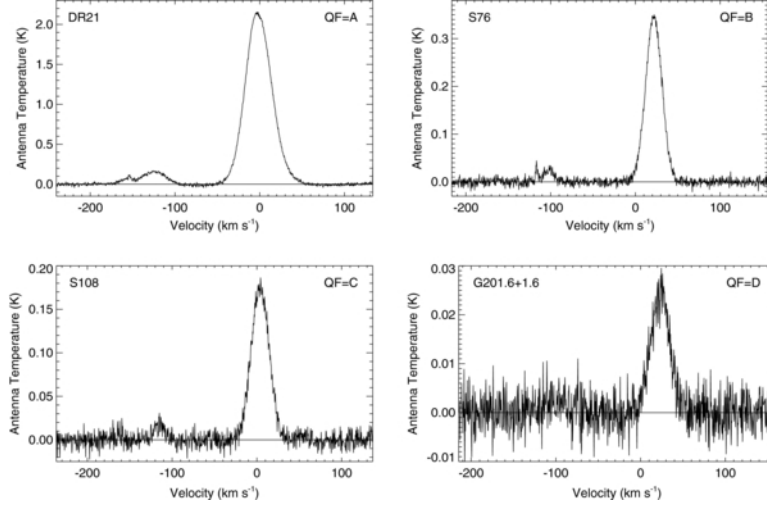 DR21 QF=A
Antenna Temperature (K)
2.0
1.5
1.0
0.5
0.0
-200 -100 0 100
Velocity (km s⁻¹)
S76 QF=B
Antenna Temperature (K)
0.3
0.2
0.1
0.0
-200 -100 0 100
Velocity (km s⁻¹)
S108 QF=C
Antenna Temperature (K)
0.20
0.15
0.10
0.05
0.00
-200 -100 0 100
Velocity (km s⁻¹)
G201.6+1.6 QF=D
Antenna Temperature (K)
0.03
0.02
0.01
0.00
-0.01
-200 -100 0 100
Velocity (km s⁻¹)